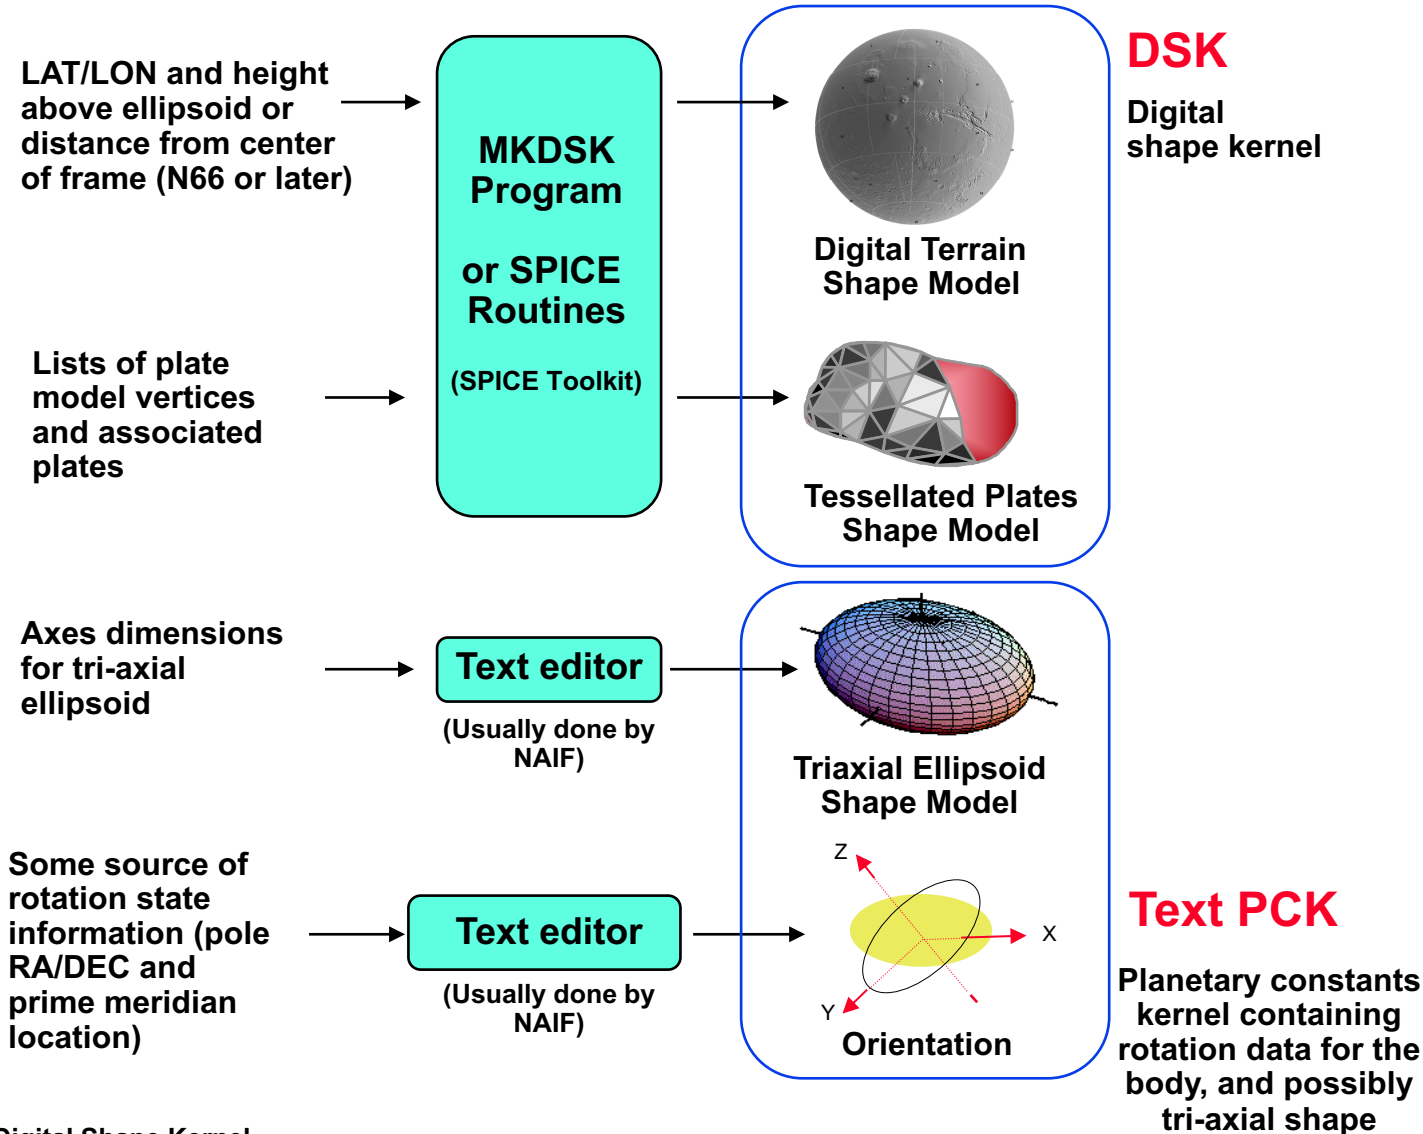 LAT/LON and height
above ellipsoid or
distance from center
of frame (N66 or later)
MKDSK
Program
or SPICE
Routines
(SPICE Toolkit)
Digital Terrain
Shape Model
DSK
Digital
shape kernel
Lists of plate
model vertices
and associated
plates
Tessellated Plates
Shape Model
Axes dimensions
for tri-axial
ellipsoid
Text editor
(Usually done by
NAIF)
Triaxial Ellipsoid
Shape Model
Some source of
rotation state
information (pole
RA/DEC and
prime meridian
location)
Text editor
(Usually done by
NAIF)
Z
X
Y
Orientation
Text PCK
Planetary constants
kernel containing
rotation data for the
body, and possibly
tri-axial shape
Digital Shape Kernel